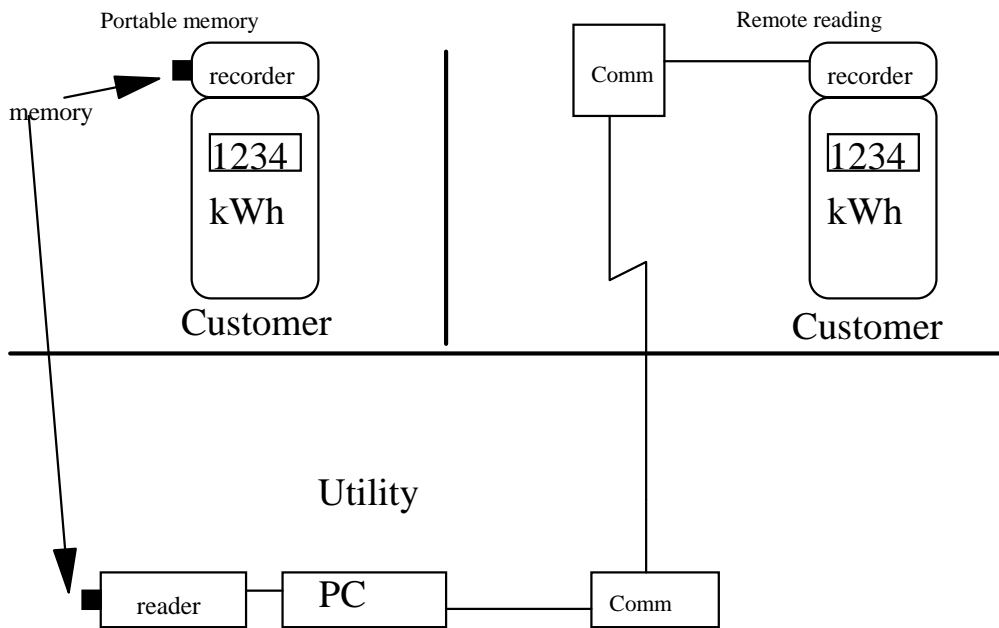 Portable memory
Remote reading
recorder
Comm
recorder
memory
1234
kWh
1234
kWh
Customer
Customer
Utility
reader
PC
Comm